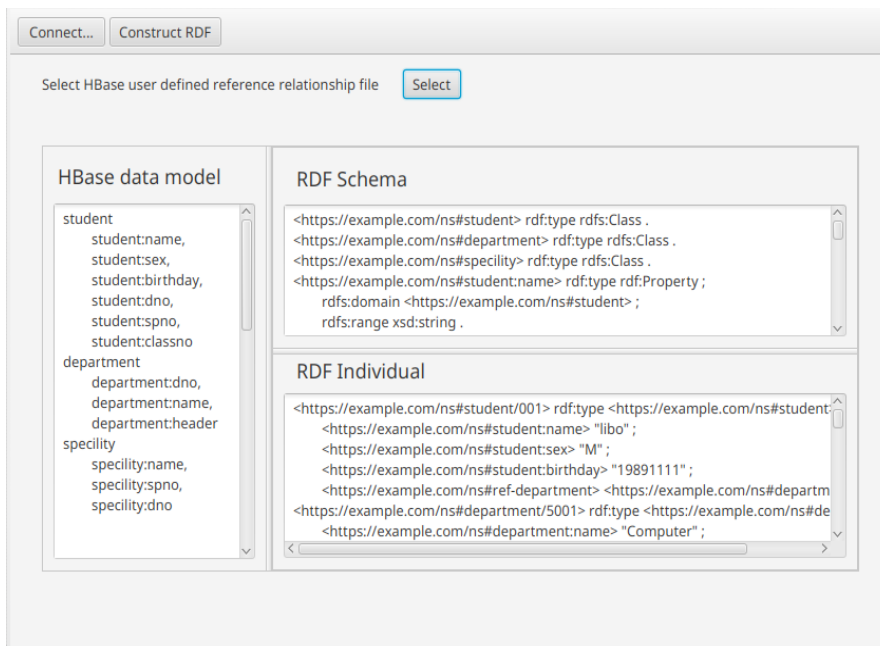 Connect... Construct RDF
Select HBase user defined reference relationship file Select
HBase data model
student
student:name,
student:sex,
student:birthday,
student:dno,
student:spno,
student:classno
department
department:dno,
department:name,
department:header
specility
specility:name,
specility:spno,
specility:dno
RDF Schema
<https://example.com/ns#student> rdf:type rdfs:Class .
<https://example.com/ns#department> rdf:type rdfs:Class .
<https://example.com/ns#specility> rdf:type rdfs:Class .
<https://example.com/ns#student:name> rdf:type rdf:Property ;
rdfs:domain <https://example.com/ns#student> ;
rdfs:range xsd:string .
RDF Individual
<https://example.com/ns#student/001> rdf:type <https://example.com/ns#student:
<https://example.com/ns#student:name> "libo" ;
<https://example.com/ns#student:sex> "M" ;
<https://example.com/ns#student:birthday> "19891111" ;
<https://example.com/ns#ref-department> <https://example.com/ns#departm
<https://example.com/ns#department/5001> rdf:type <https://example.com/ns#de
<https://example.com/ns#department:name> "Computer" ;